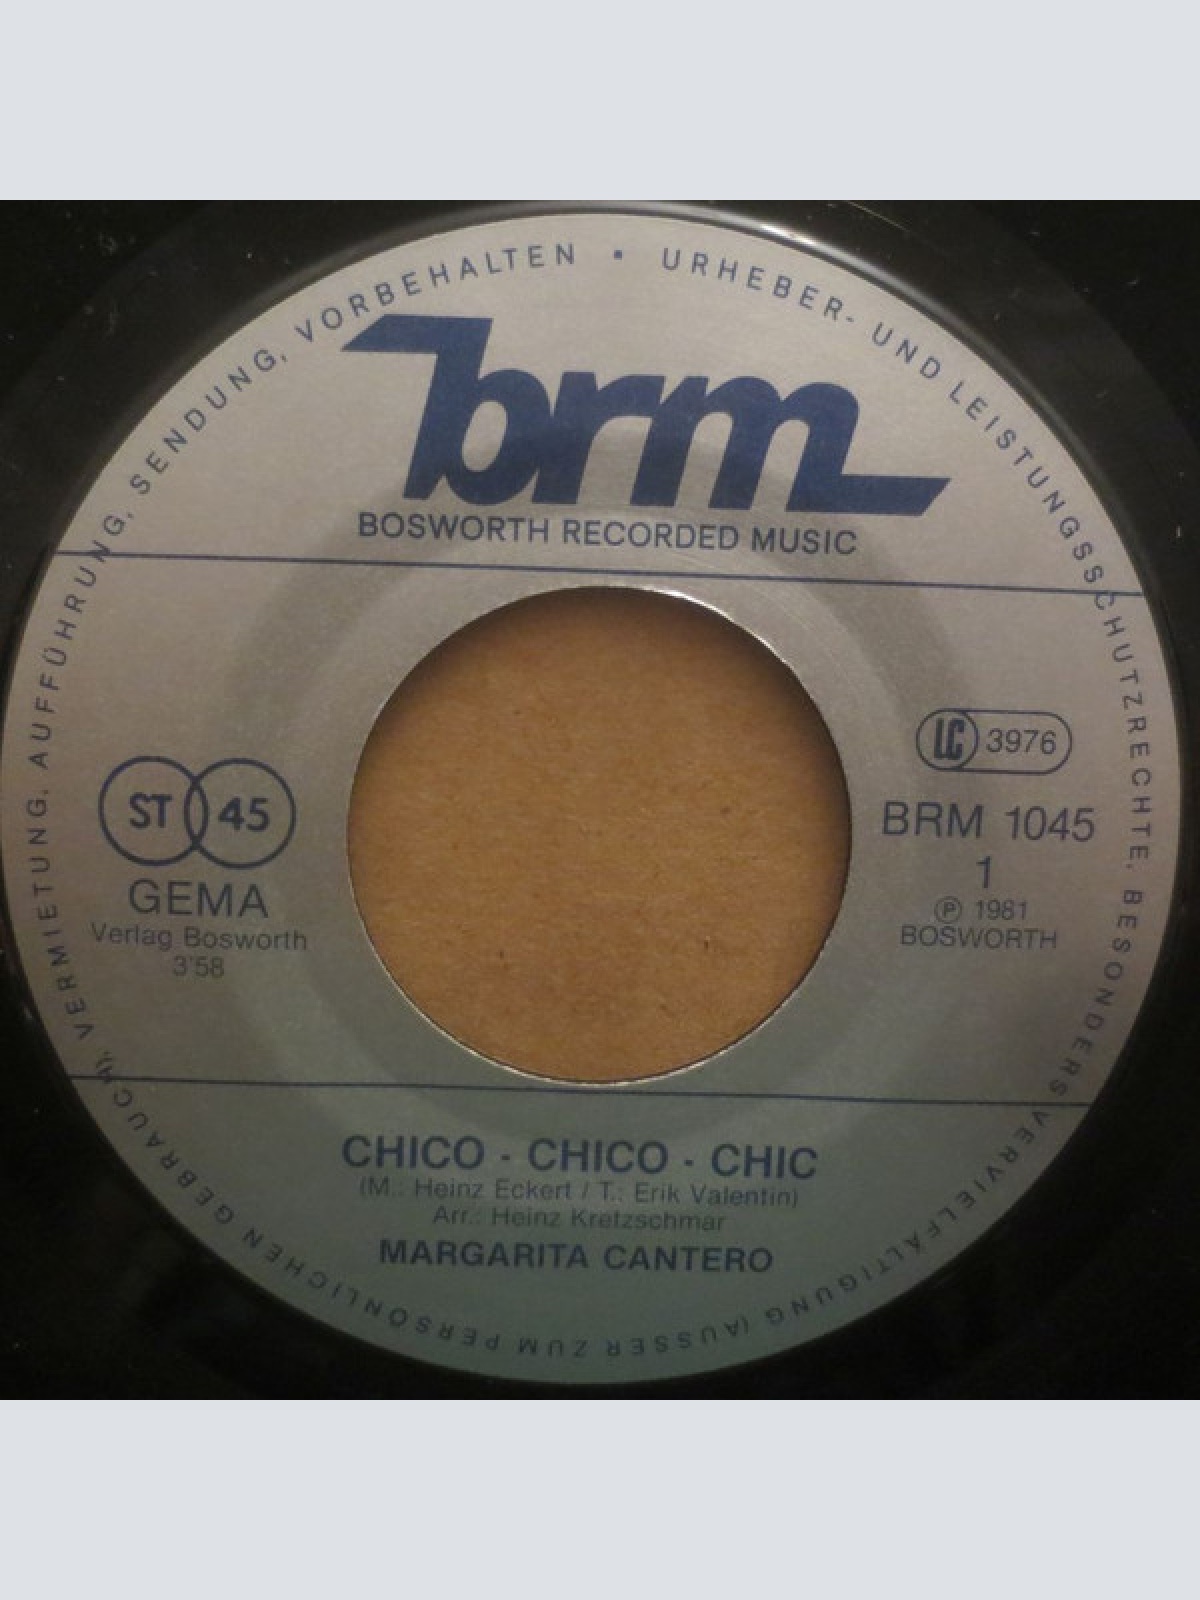 URHEBER- UND LEISTUNGSSCHUTZRECHTE, BESONDERS VERVIELFÄLTIGUNG (AUSSER ZUM PERSÖNLICHEN GEBRAUCH), VERMIETUNG, AUFFÜHRUNG, SENDUNG, VORBEHALTEN •
brm
BOSWORTH RECORDED MUSIC
ST 45
GEMA
Verlag Bosworth
3'58
LC 3976
BRM 1045
1
Ⓟ 1981
BOSWORTH
CHICO - CHICO - CHIC
(M.: Heinz Eckert / T.: Erik Valentin)
Arr.: Heinz Kretzschmar
MARGARITA CANTERO